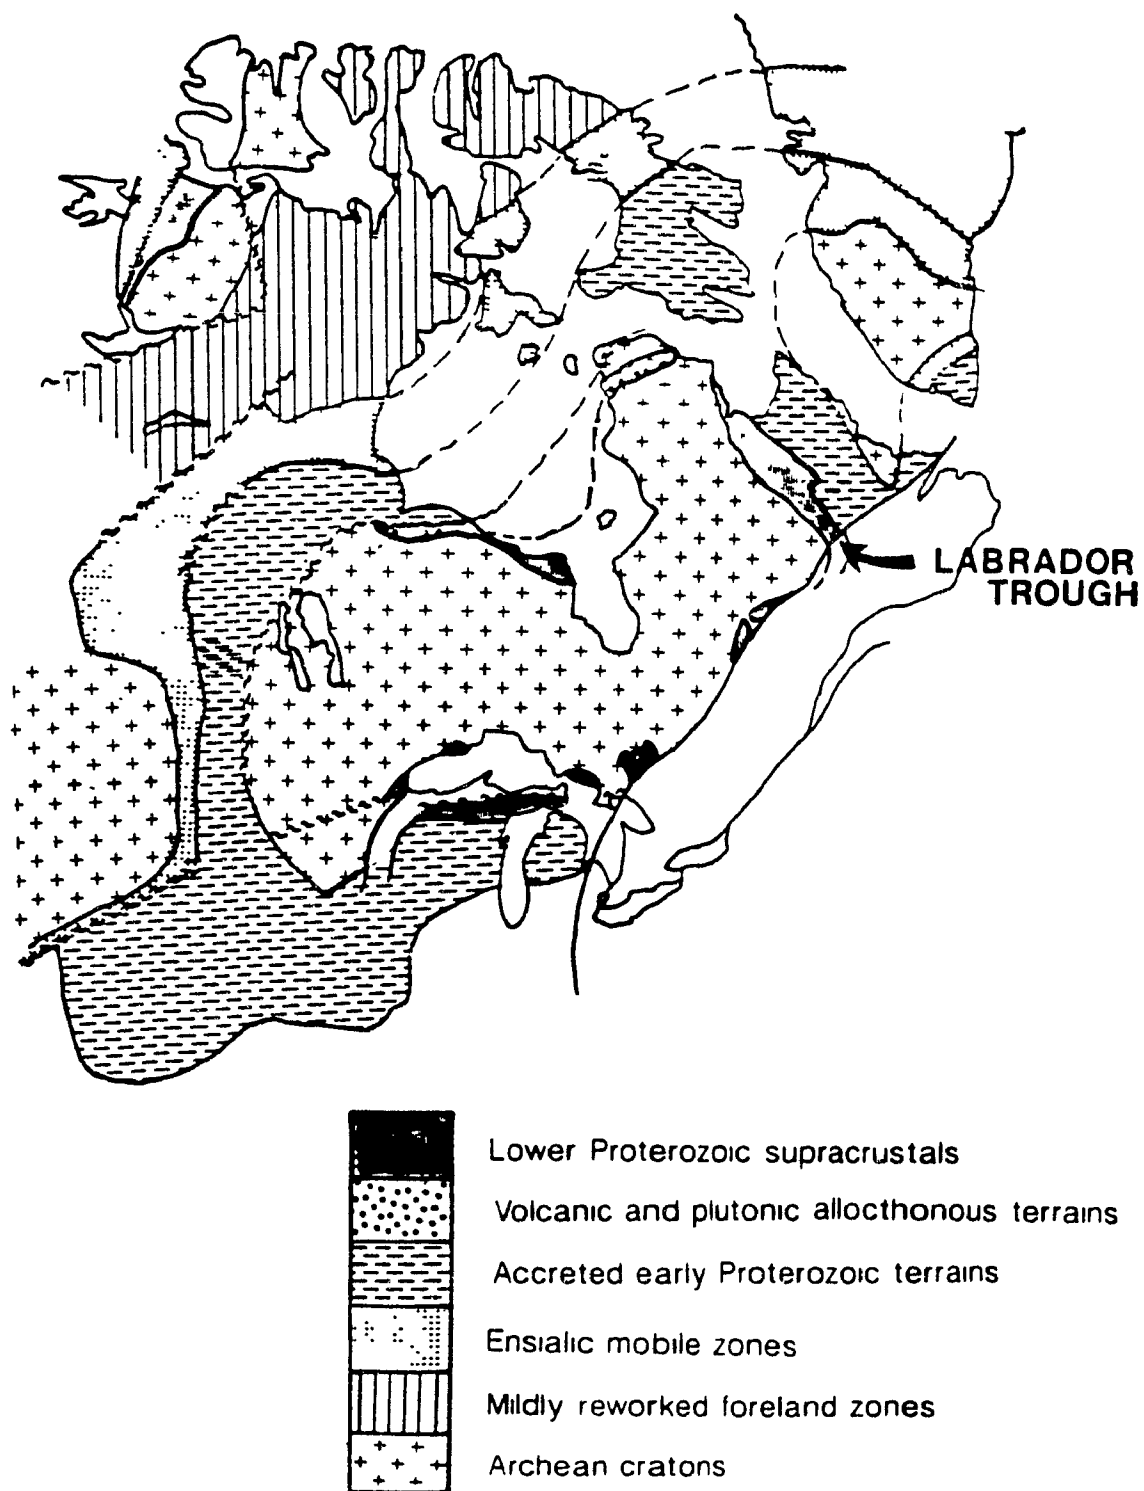 LABRADOR
TROUGH
Lower Proterozoic supracrustals
Volcanic and plutonic allocthonous terrains
Accreted early Proterozoic terrains
Ensialic mobile zones
Mildly reworked foreland zones
Archean cratons